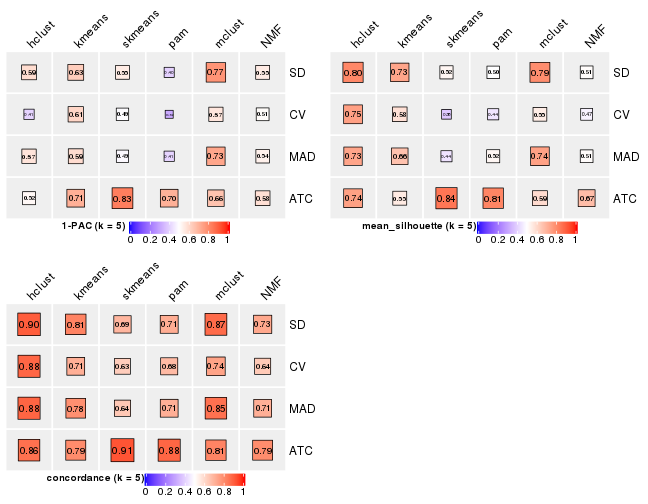 hclust kmeans skmeans pam mclust NMF
0.59 0.63 0.55 0.77 0.55 SD
0.41 0.61 0.49 0.57 0.51 CV
0.57 0.59 0.49 0.73 0.54 MAD
0.52 0.71 0.83 0.70 0.66 0.58 ATC
1-PAC (k = 5)
0 0.2 0.4 0.6 0.8 1
hclust kmeans skmeans pam mclust NMF
0.80 0.73 0.52 0.50 0.79 0.51 SD
0.75 0.58 0.44 0.55 0.47 CV
0.73 0.66 0.44 0.52 0.74 0.51 MAD
0.74 0.55 0.84 0.81 0.59 0.67 ATC
mean_silhouette (k = 5)
0 0.2 0.4 0.6 0.8 1
hclust kmeans skmeans pam mclust NMF
0.90 0.81 0.69 0.71 0.87 0.73 SD
0.88 0.71 0.63 0.68 0.74 0.64 CV
0.88 0.78 0.64 0.71 0.85 0.71 MAD
0.86 0.79 0.91 0.88 0.81 0.79 ATC
concordance (k = 5)
0 0.2 0.4 0.6 0.8 1